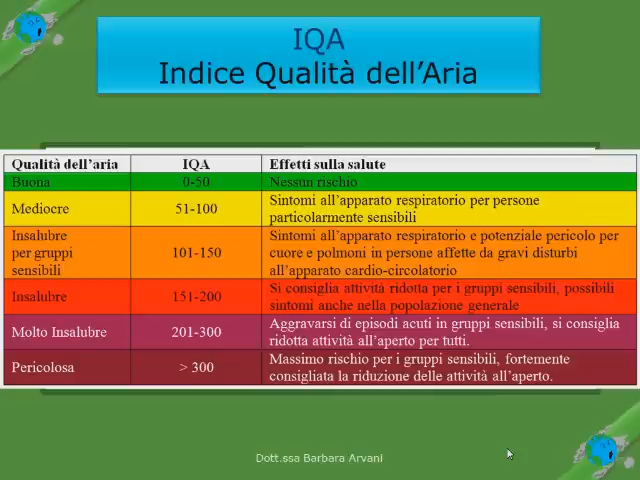 IQA
Indice Qualità dell’Aria
Qualità dell’aria IQA Effetti sulla salute
Buona 0-50 Nessun rischio
Mediocre 51-100 Sintomi all’apparato respiratorio per persone
particolarmente sensibili
Insalubre
per gruppi
sensibili
101-150
Sintomi all’apparato respiratorio e potenziale pericolo per
cuore e polmoni in persone affette da gravi disturbi
all’apparato cardio-circolatorio
Insalubre 151-200 Si consiglia attività ridotta per i gruppi sensibili, possibili
sintomi anche nella popolazione generale
Molto Insalubre 201-300 Aggravarsi di episodi acuti in gruppi sensibili, si consiglia
ridotta attività all’aperto per tutti.
Pericolosa > 300 Massimo rischio per i gruppi sensibili, fortemente
consigliata la riduzione delle attività all’aperto.
Dott.ssa Barbara Arvani